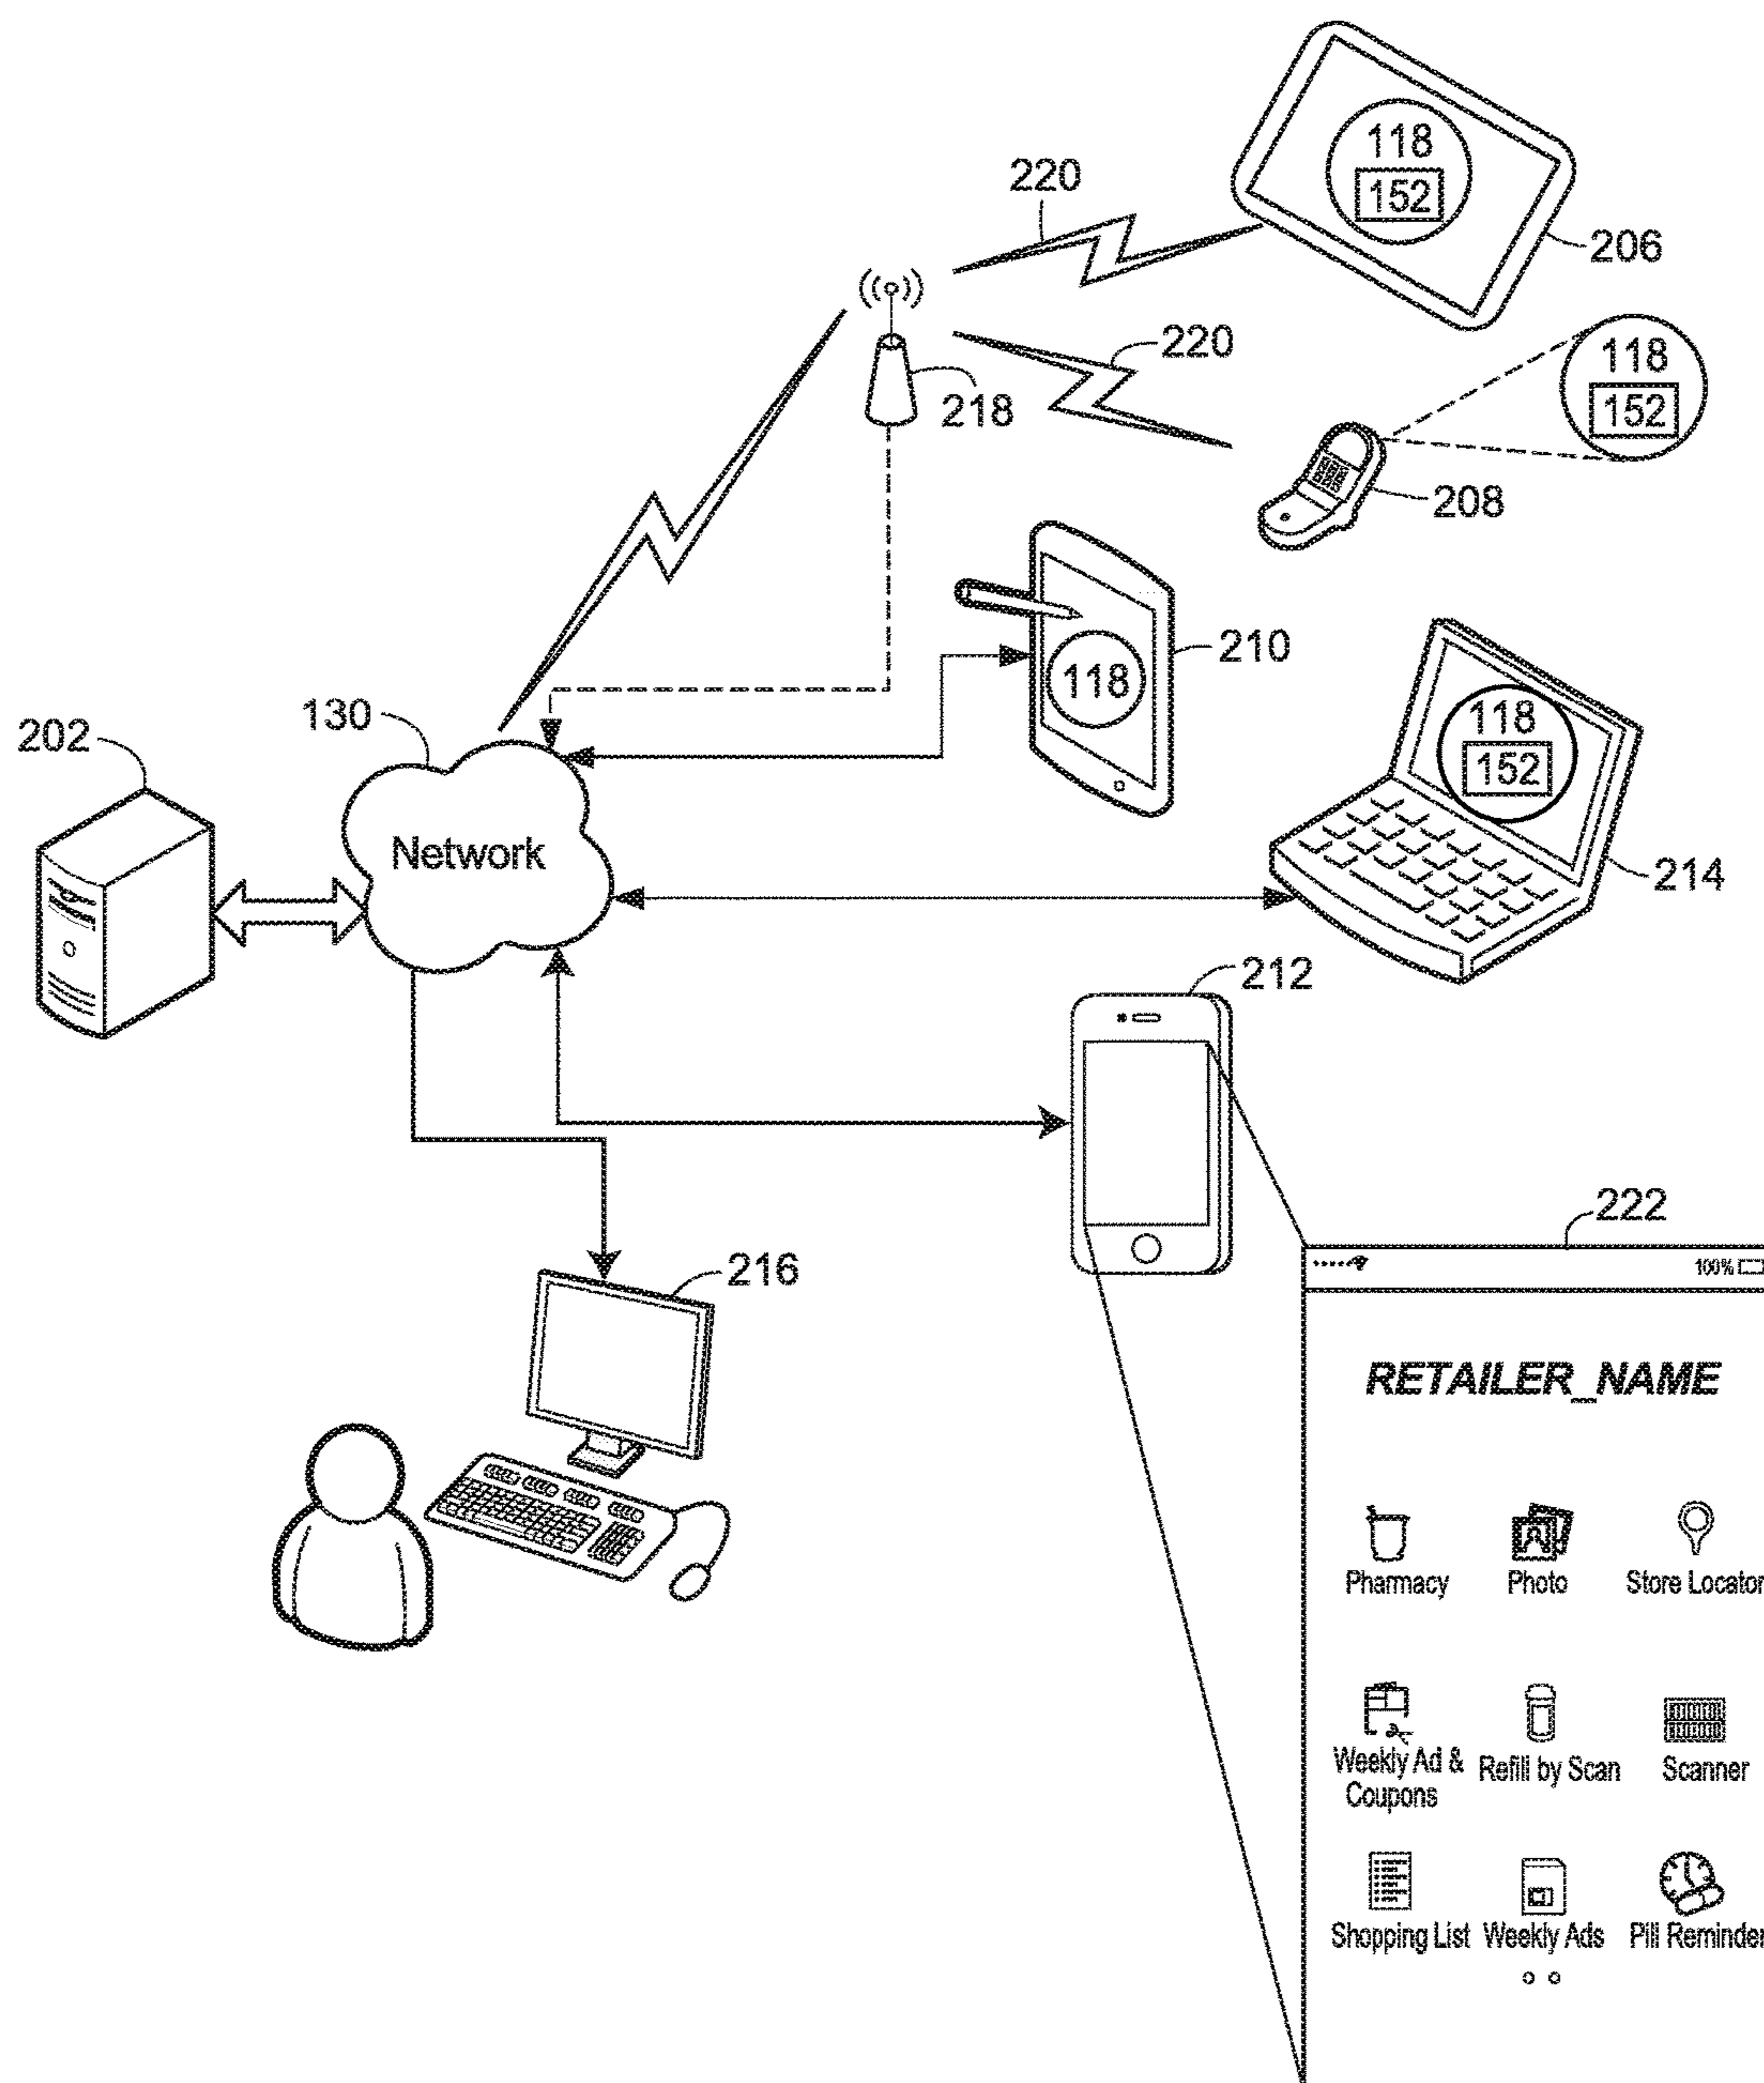 118
152
206
220
220
218
118
152
208
118
210
118
152
214
202
130
Network
212
216
222
100%
RETAILER_NAME
Pharmacy
Photo
Store Locator
Weekly Ad &
Coupons
Refill by Scan
Scanner
Shopping List
Weekly Ads
Pill Reminder